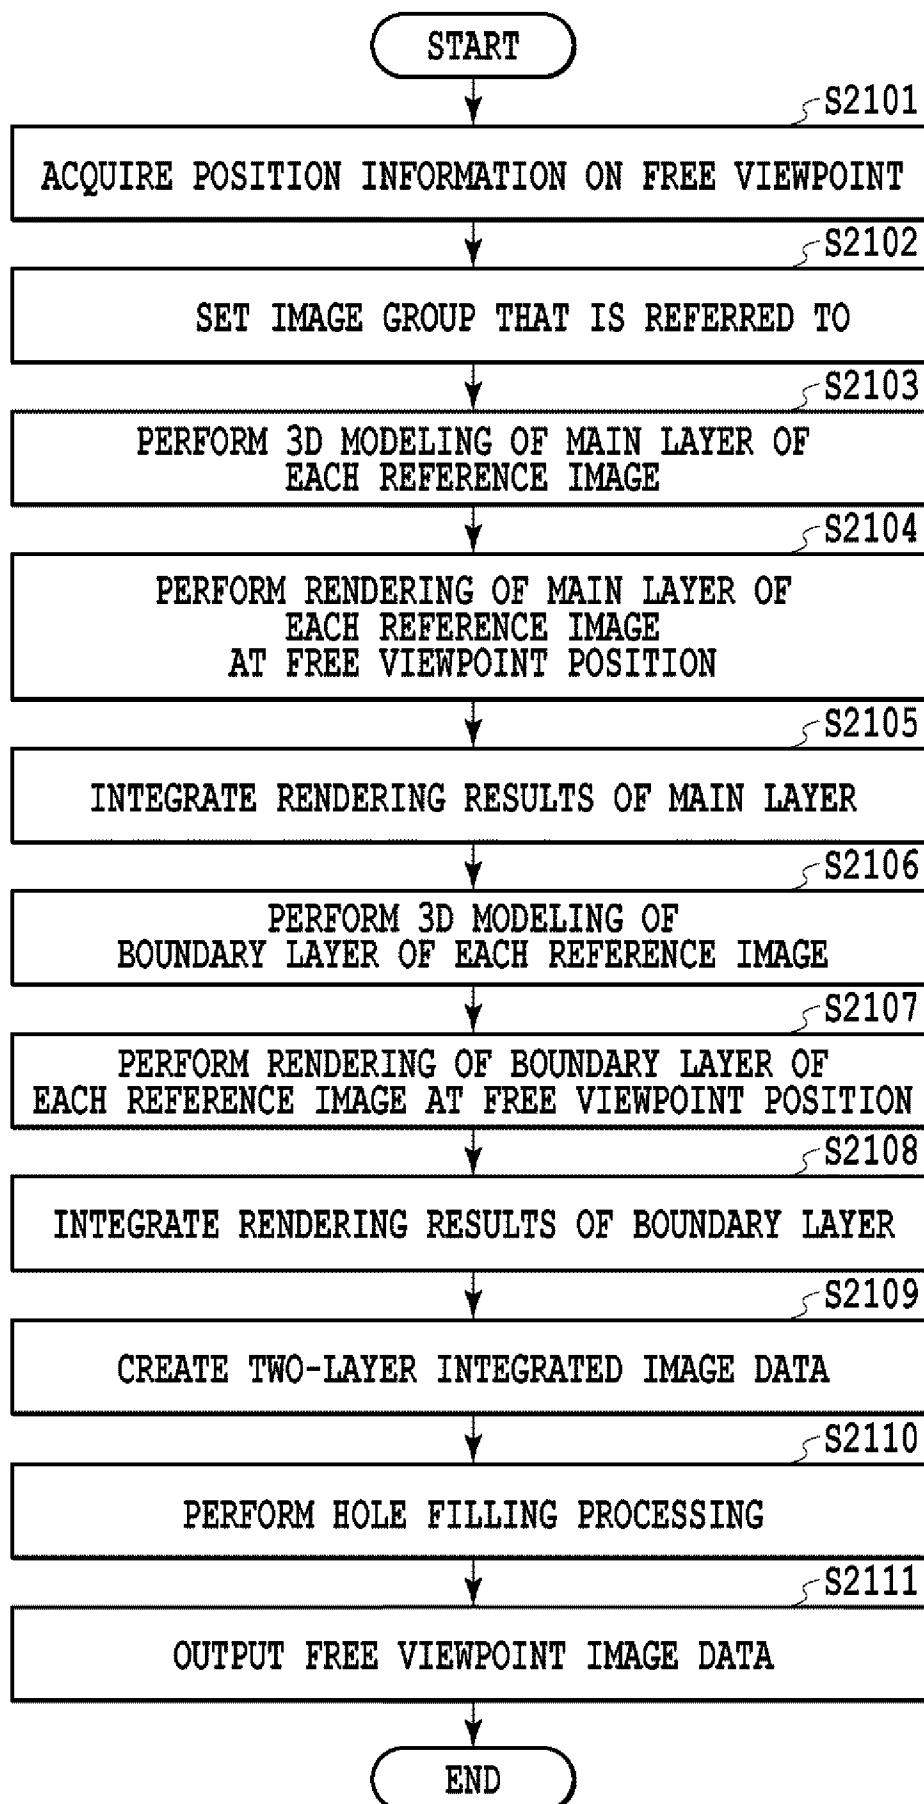 START
S2101
ACQUIRE POSITION INFORMATION ON FREE VIEWPOINT
S2102
SET IMAGE GROUP THAT IS REFERRED TO
S2103
PERFORM 3D MODELING OF MAIN LAYER OF
EACH REFERENCE IMAGE
S2104
PERFORM RENDERING OF MAIN LAYER OF
EACH REFERENCE IMAGE
AT FREE VIEWPOINT POSITION
S2105
INTEGRATE RENDERING RESULTS OF MAIN LAYER
S2106
PERFORM 3D MODELING OF
BOUNDARY LAYER OF EACH REFERENCE IMAGE
S2107
PERFORM RENDERING OF BOUNDARY LAYER OF
EACH REFERENCE IMAGE AT FREE VIEWPOINT POSITION
S2108
INTEGRATE RENDERING RESULTS OF BOUNDARY LAYER
S2109
CREATE TWO-LAYER INTEGRATED IMAGE DATA
S2110
PERFORM HOLE FILLING PROCESSING
S2111
OUTPUT FREE VIEWPOINT IMAGE DATA
END